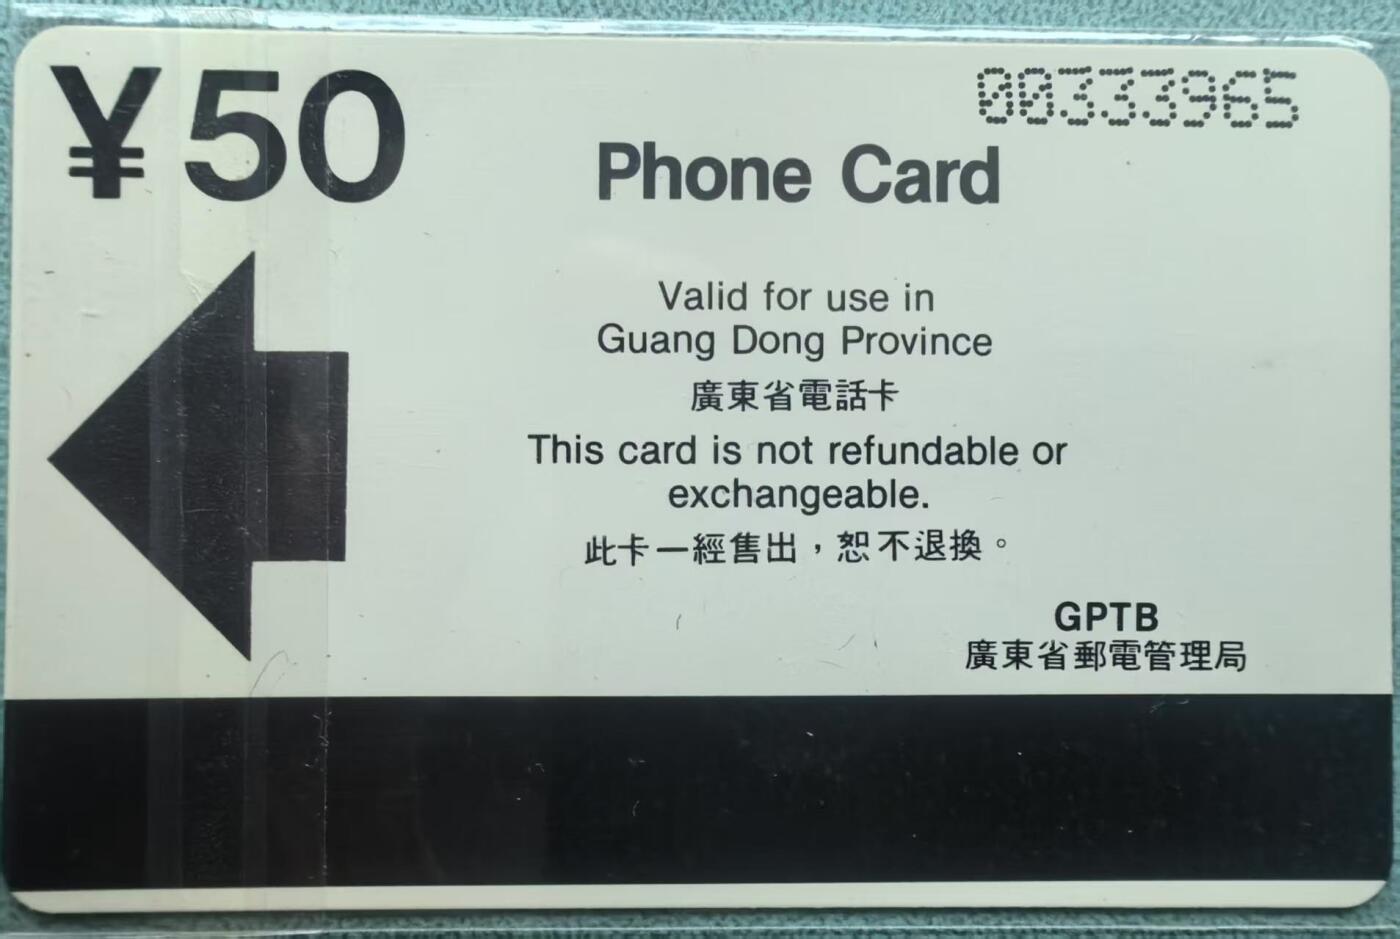 ¥50
00333965
Phone Card
Valid for use in
Guang Dong Province
廣東省電話卡
This card is not refundable or
exchangeable.
此卡一經售出，恕不退換。
GPTB
廣東省郵電管理局